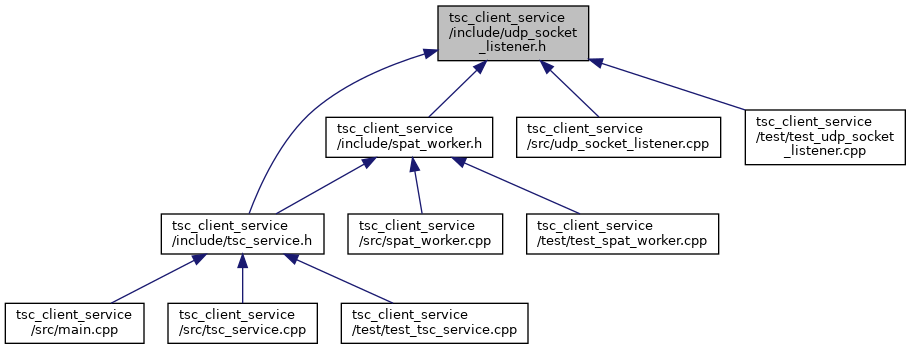 tsc_client_service
/include/udp_socket
_listener.h
tsc_client_service
/include/spat_worker.h
tsc_client_service
/src/udp_socket_listener.cpp
tsc_client_service
/test/test_udp_socket
_listener.cpp
tsc_client_service
/include/tsc_service.h
tsc_client_service
/src/spat_worker.cpp
tsc_client_service
/test/test_spat_worker.cpp
tsc_client_service
/src/main.cpp
tsc_client_service
/src/tsc_service.cpp
tsc_client_service
/test/test_tsc_service.cpp